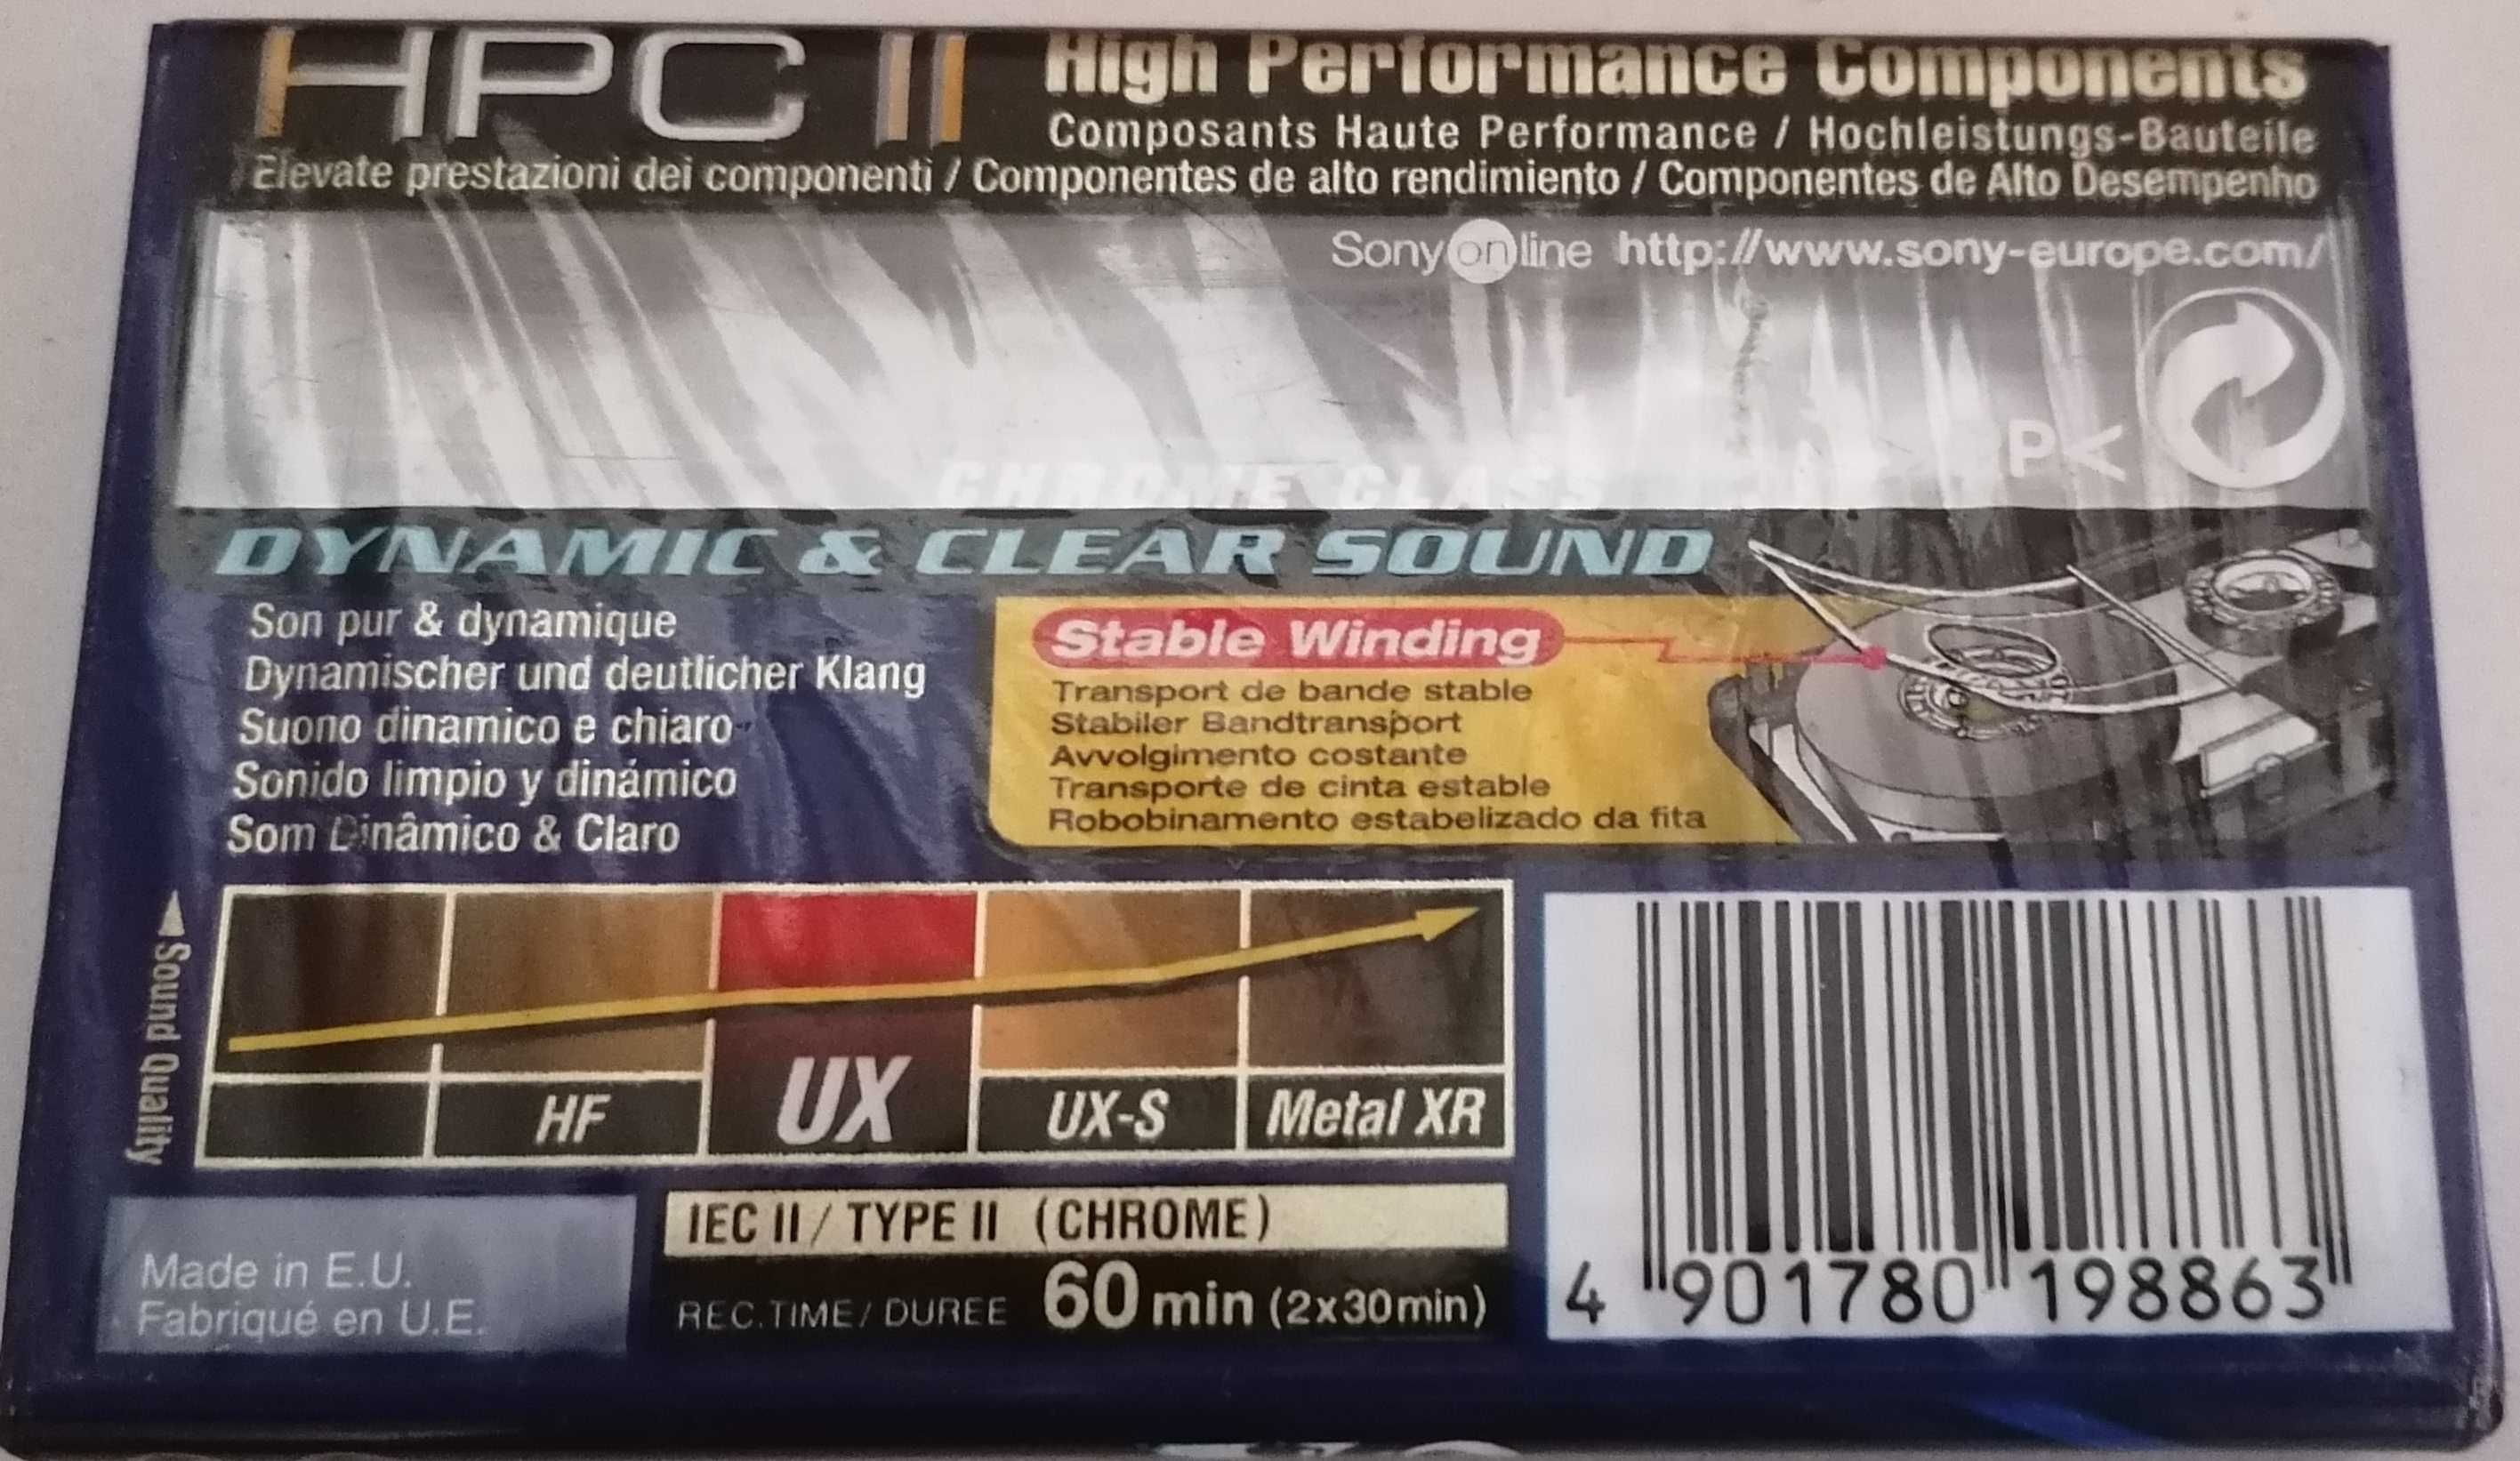 HPC II
High Performance Components
Composants Haute Performance / Hochleistungs-Bauteile
Elevate prestazioni dei componenti / Componentes de alto rendimiento / Componentes de Alto Desempenho
Sony online http://www.sony-europe.com/
PV
CHROME CLASS
DYNAMIC & CLEAR SOUND
Son pur & dynamique
Dynamischer und deutlicher Klang
Suono dinamico e chiaro
Sonido limpio y dinámico
Som Dinâmico & Claro
Stable Winding
Transport de bande stable
Stabiler Bandtransport
Avvolgimento costante
Transporte de cinta estable
Robobinamento estabelizado da fita
Sound Quality
HF
UX
UX-S
Metal XR
Made in E.U.
Fabriqué en U.E.
IEC II / TYPE II (CHROME)
REC.TIME / DUREE 60 min (2x30min)
4 901780 198863